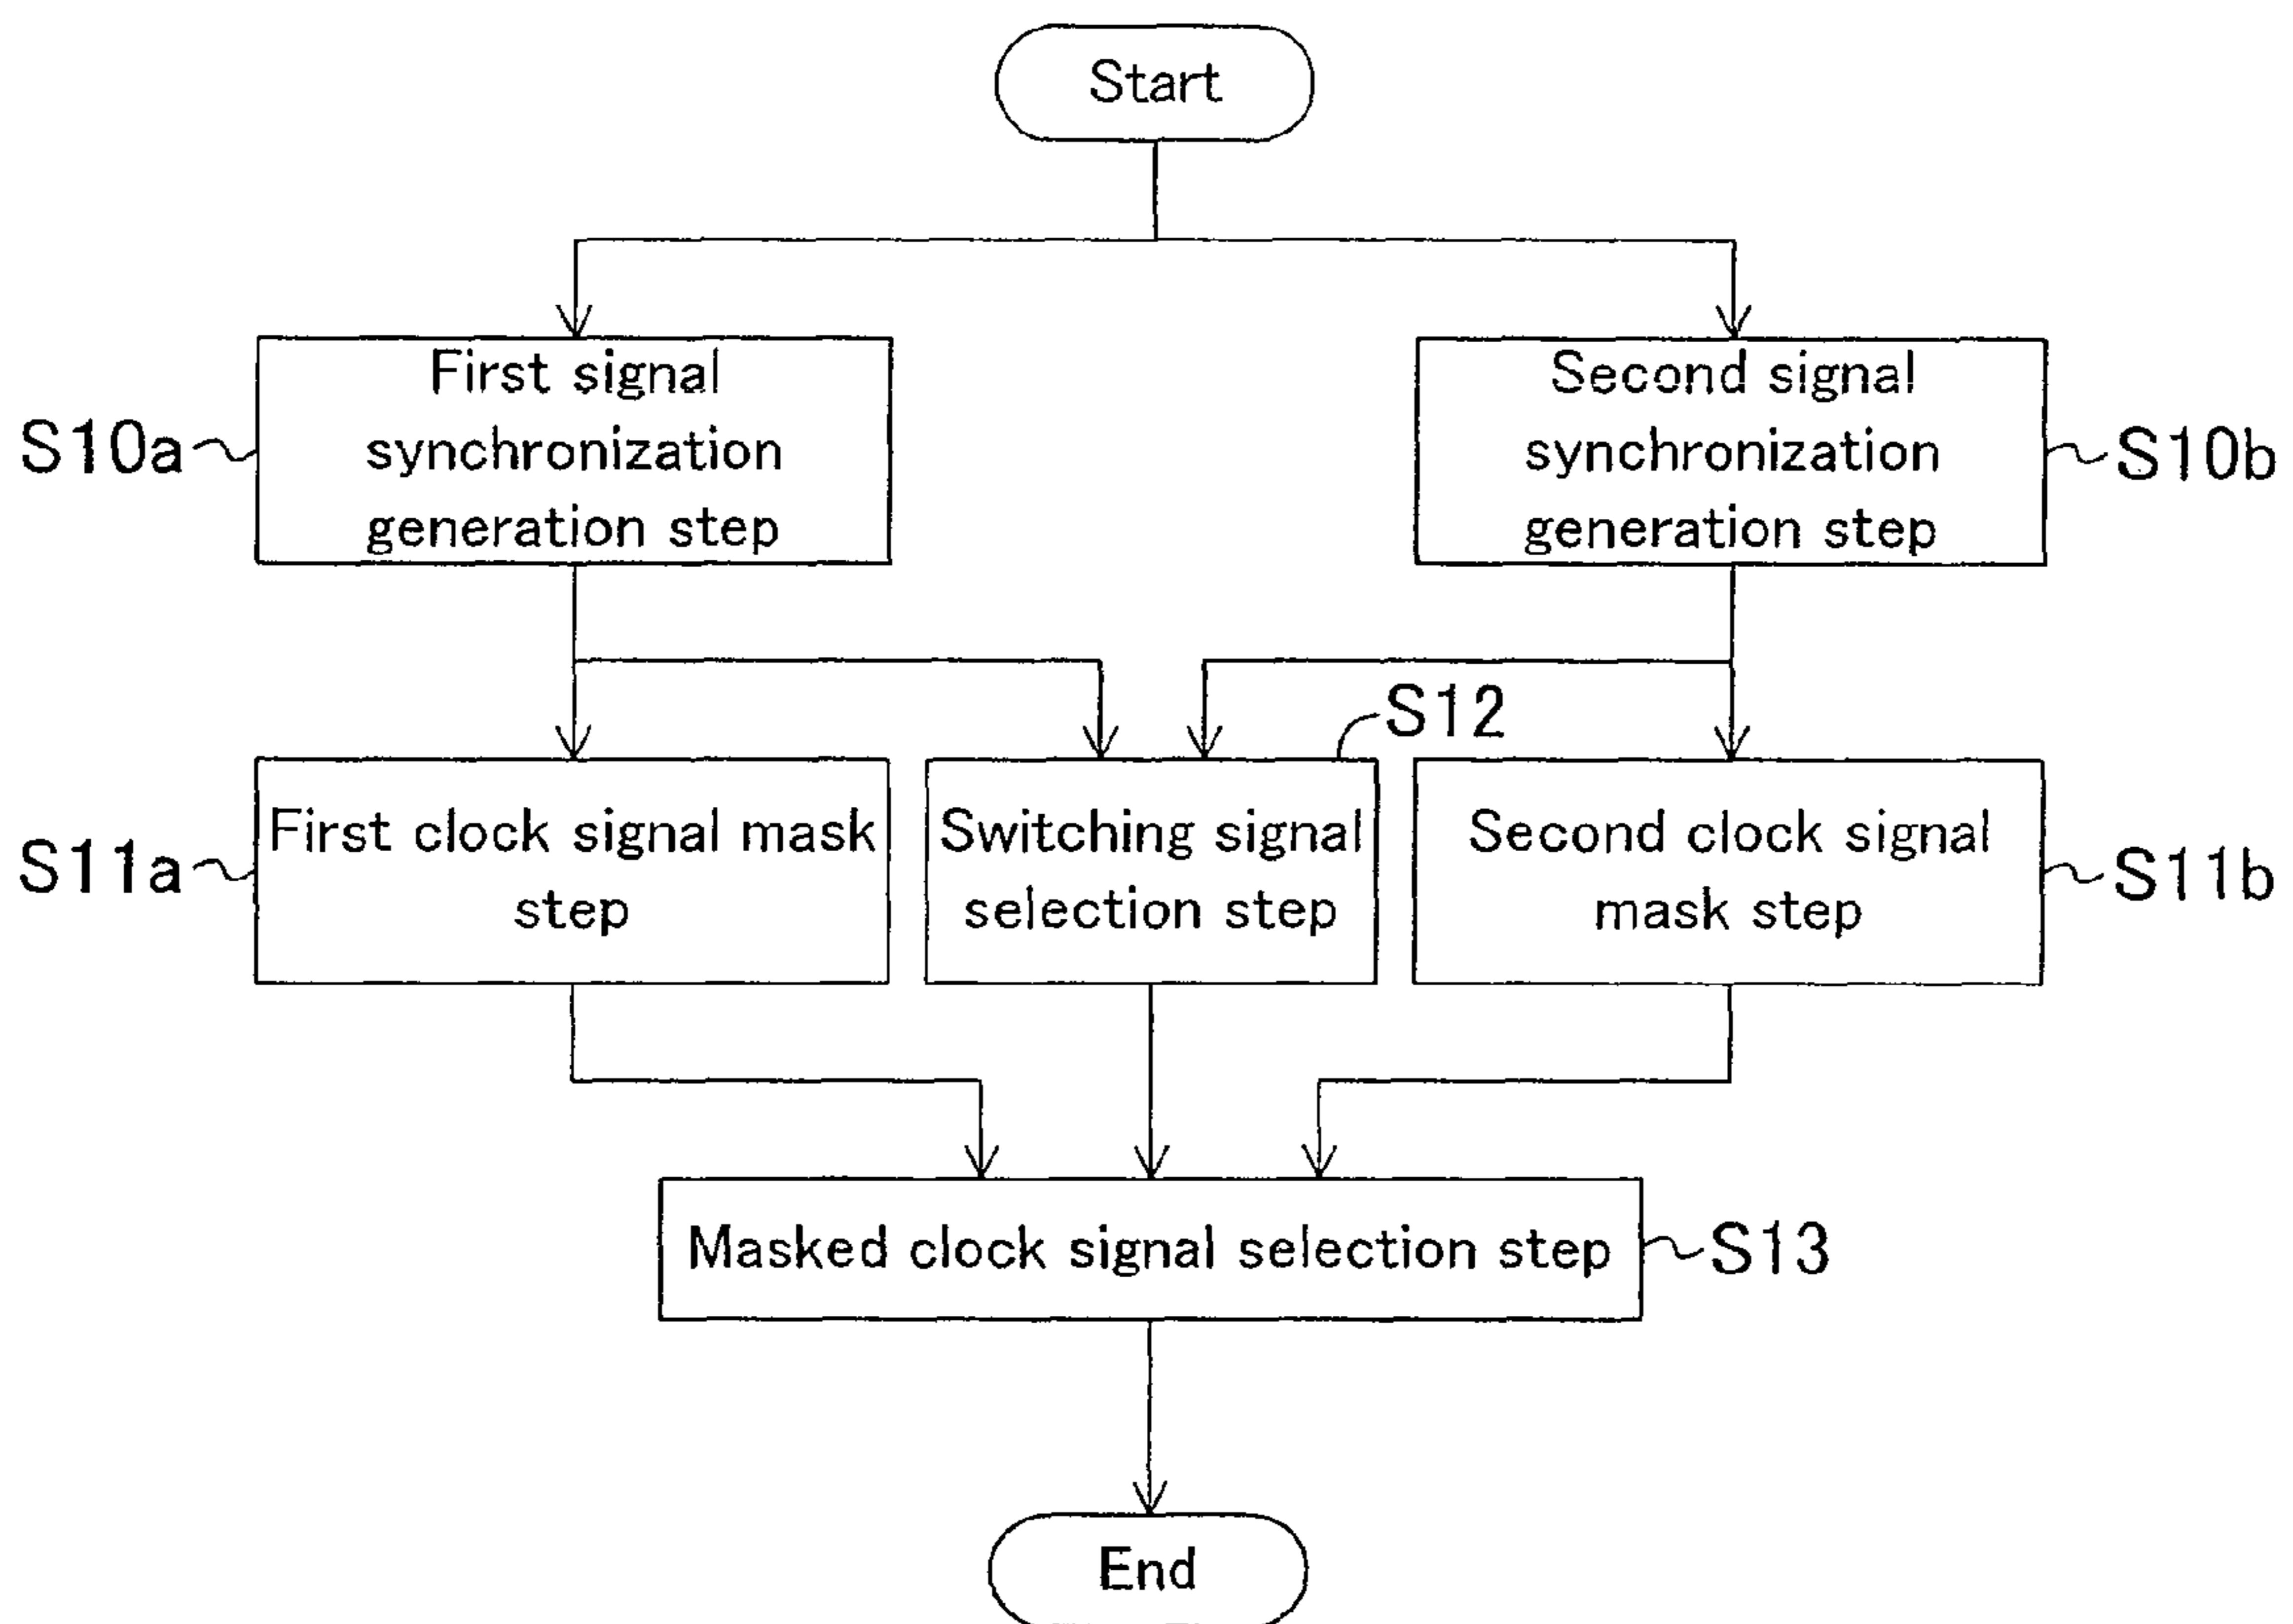 Start
First signal
synchronization
generation step
S10a
Second signal
synchronization
generation step
S10b
S12
First clock signal mask
step
S11a
Switching signal
selection step
Second clock signal
mask step
S11b
Masked clock signal selection step
S13
End